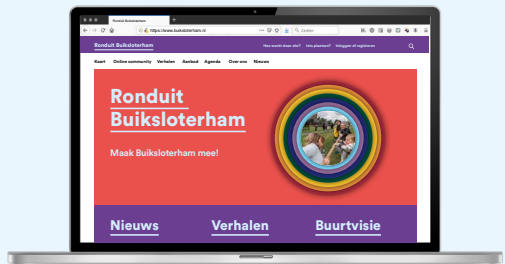 Ronduit Buiksloterham
https://www.buiksloterham.nl
Zoeken
Ronduit Buiksloterham
Hoe werkt deze site? Iets plaatsen? Inloggen of registreren
Kaart Online community Verhalen Aanbod Agenda Over ons Nieuws
Ronduit
Buiksloterham
Maak Buiksloterham mee!
Nieuws Verhalen Buurtvisie